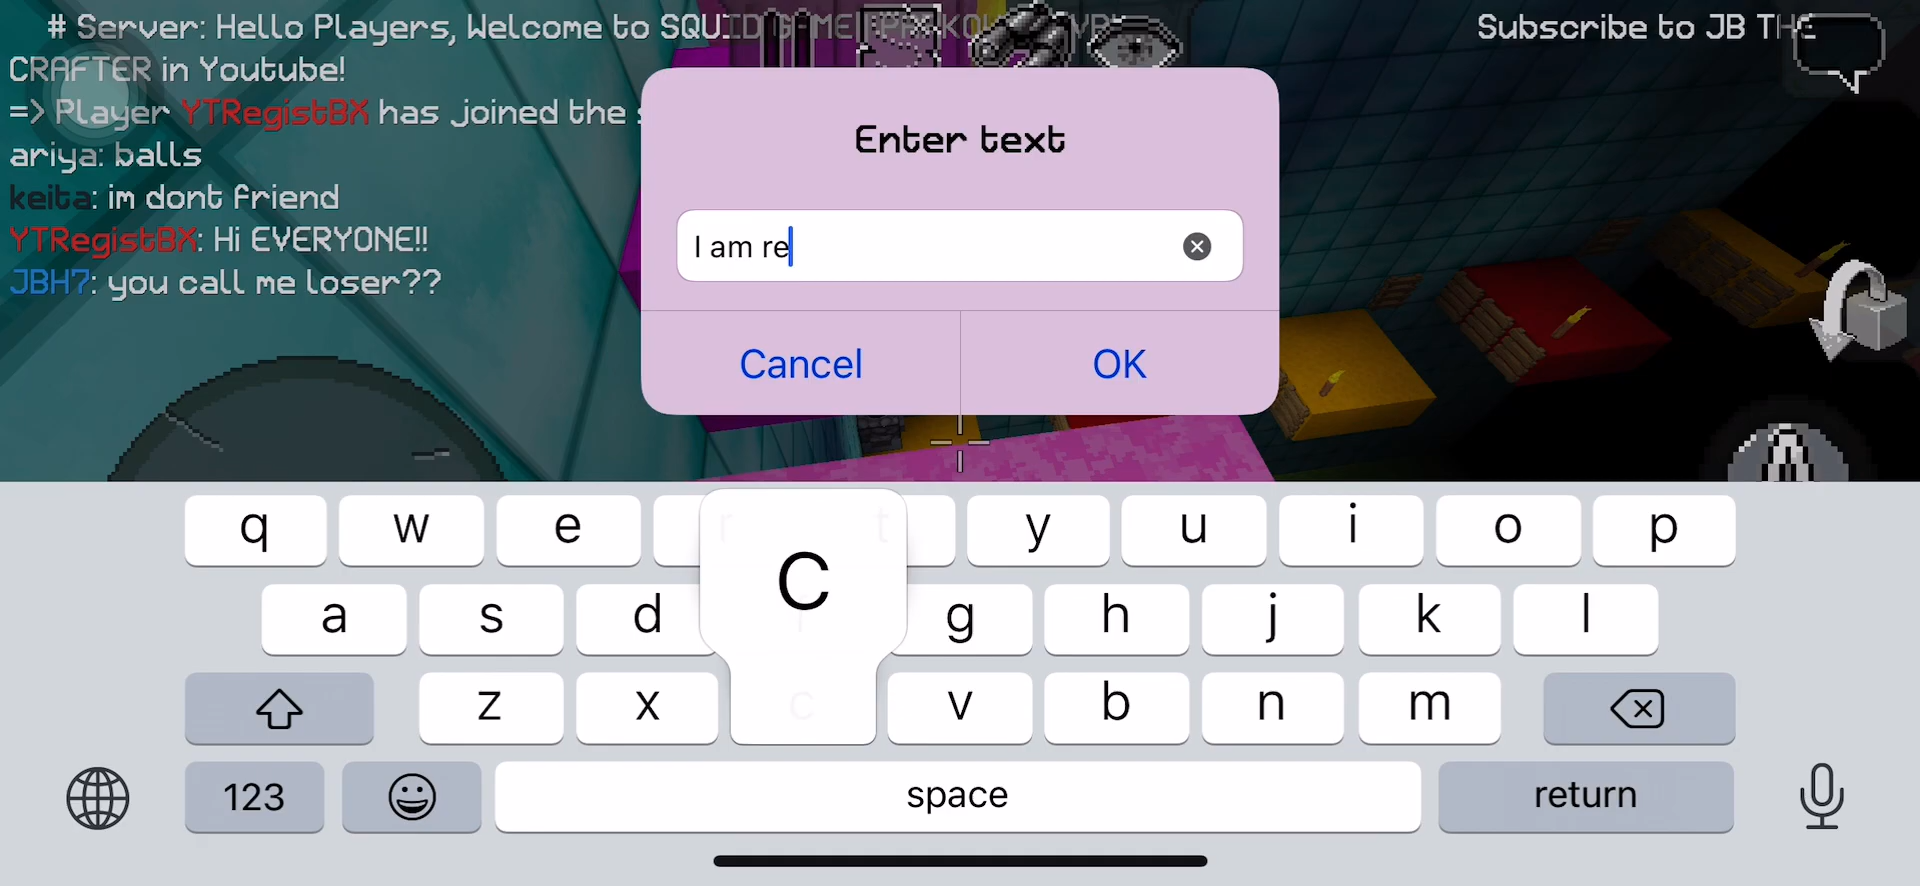 # Server: Hello Players, Welcome to SQUID GAME Subscribe to JB THE
CRAFTER in Youtube!
=> Player YTRegistBX has joined the
ariya: balls
keita: im dont friend
YTRegistBX: Hi EVERYONE!!
JBH7: you call me loser??
Enter text
I am re
Cancel OK
q w e r t y u i o p
C
a s d g h j k l
z x c v b n m
123 space return